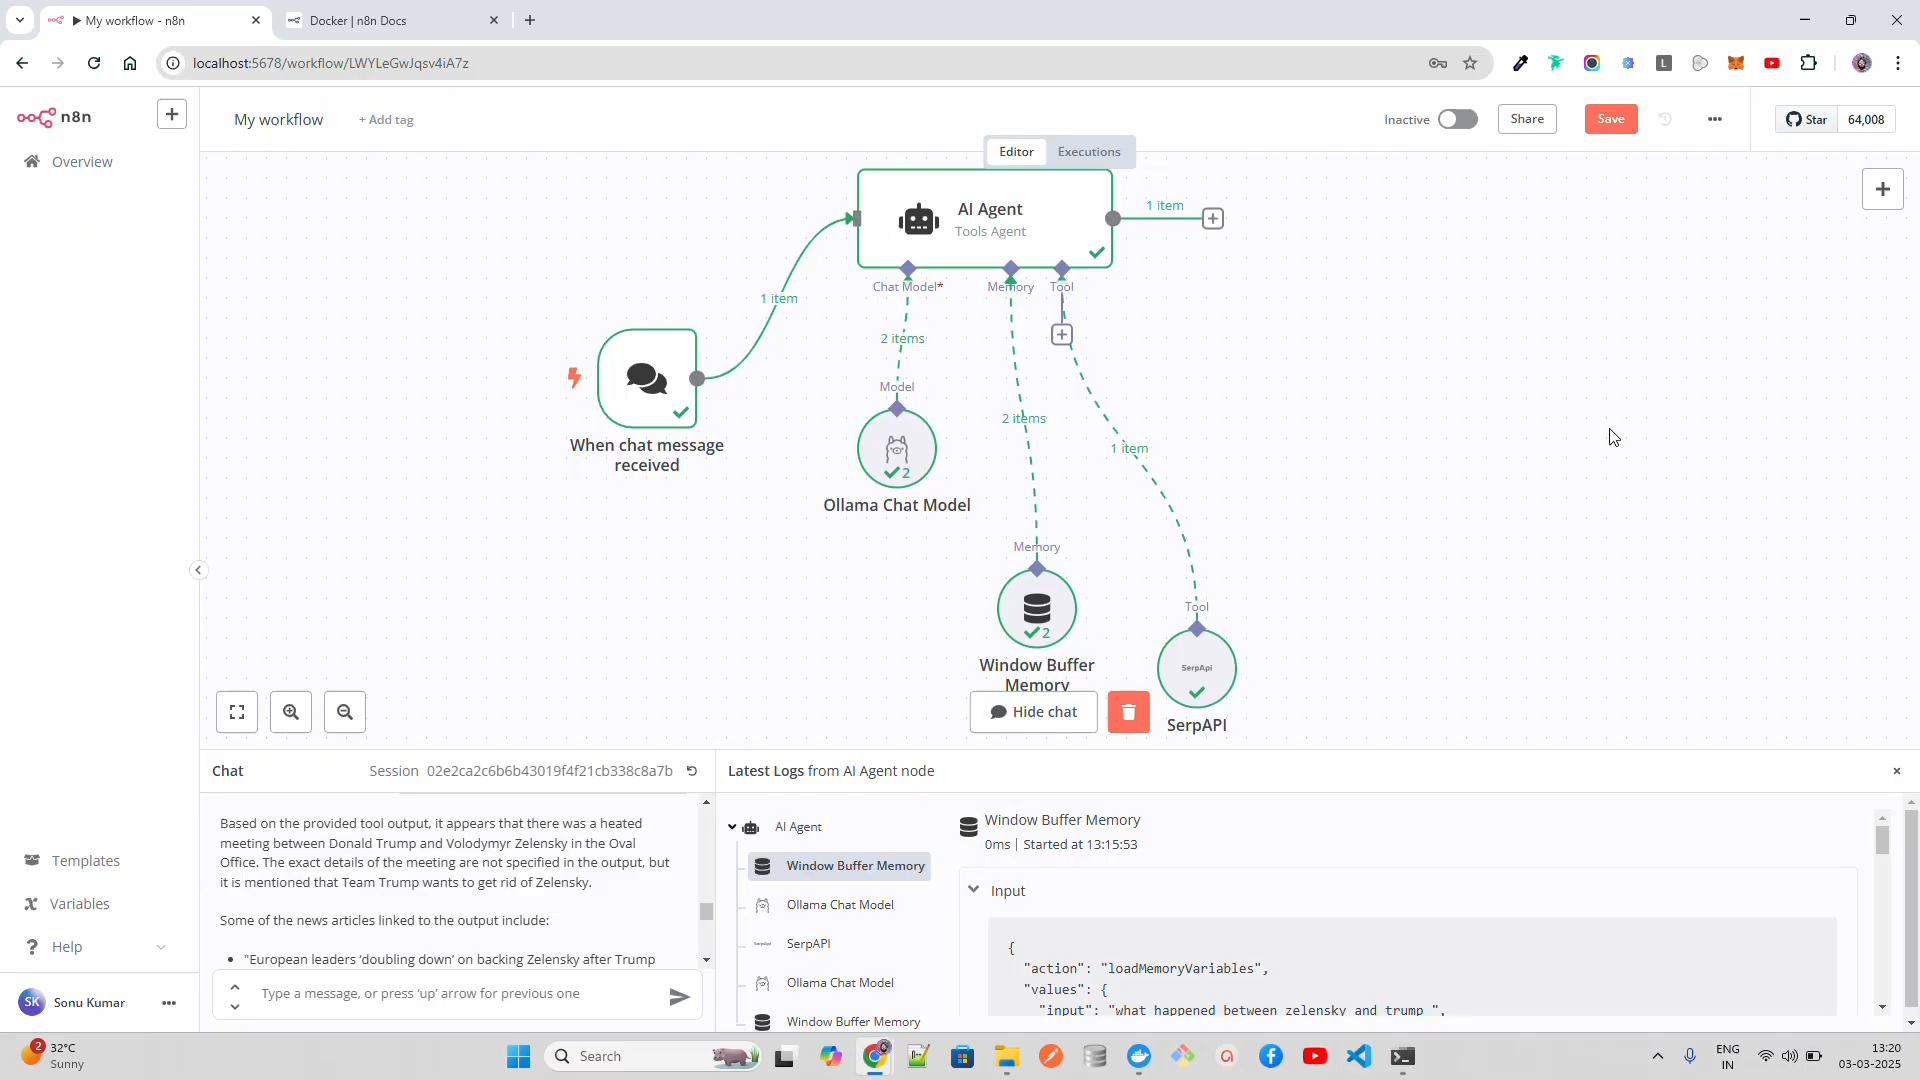 My workflow - n8n
Docker | n8n Docs
localhost:5678/workflow/LWYLeGwJqsv4iA7z
n8n
My workflow
+ Add tag
Inactive
Share
Save
Star
64,008
Editor
Executions
Overview
AI Agent
Tools Agent
1 item
Chat Model*
Memory
Tool
1 item
2 items
Model
2 items
1 item
When chat message
received
2
Ollama Chat Model
Memory
2
Window Buffer
Memory
Tool
SerpApi
SerpAPI
Hide chat
Chat
Session 02e2ca2c6b6b43019f4f21cb338c8a7b
Latest Logs from AI Agent node
Based on the provided tool output, it appears that there was a heated
meeting between Donald Trump and Volodymyr Zelensky in the Oval
Office. The exact details of the meeting are not specified in the output, but
it is mentioned that Team Trump wants to get rid of Zelensky.
Some of the news articles linked to the output include:
"European leaders ‘doubling down’ on backing Zelensky after Trump
Type a message, or press ‘up’ arrow for previous one
AI Agent
Window Buffer Memory
Ollama Chat Model
SerpAPI
Ollama Chat Model
Window Buffer Memory
Window Buffer Memory
0ms | Started at 13:15:53
Input
{
"action": "loadMemoryVariables",
"values": {
"input": "what happened between zelensky and trump ",
Templates
Variables
Help
SK
Sonu Kumar
2
32°C
Sunny
Search
ENG
IN
13:20
03-03-2025